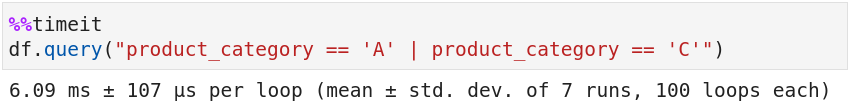 %%timeit
df.query("product_category == 'A' | product_category == 'C'")
6.09 ms ± 107 µs per loop (mean ± std. dev. of 7 runs, 100 loops each)